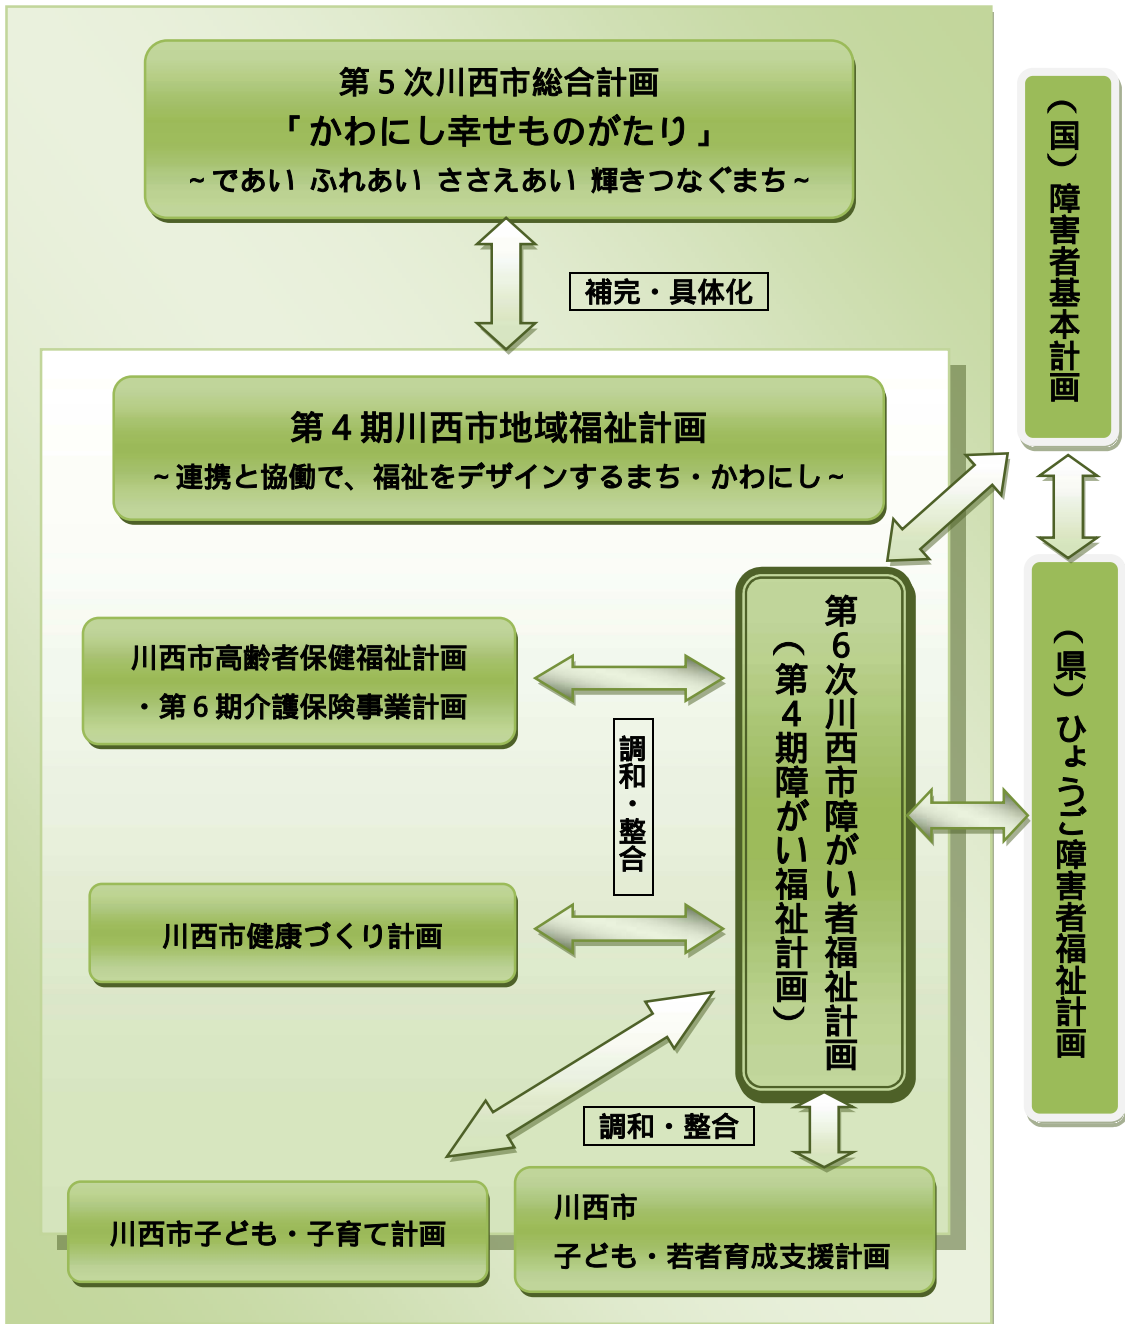 第５次川西市総合計画
「かわにし幸せものがたり」
~であい ふれあい ささえあい 輝きつなぐまち~
補完・具体化
第４期川西市地域福祉計画
~連携と協働で、福祉をデザインするまち・かわにし~
（国）障害者基本計画
川西市高齢者保健福祉計画
・第６期介護保険事業計画
調和・整合
第６次川西市障がい者福祉計画
（第４期障がい福祉計画）
（県）ひょうご障害者福祉計画
川西市健康づくり計画
調和・整合
川西市子ども・子育て計画
川西市
子ども・若者育成支援計画